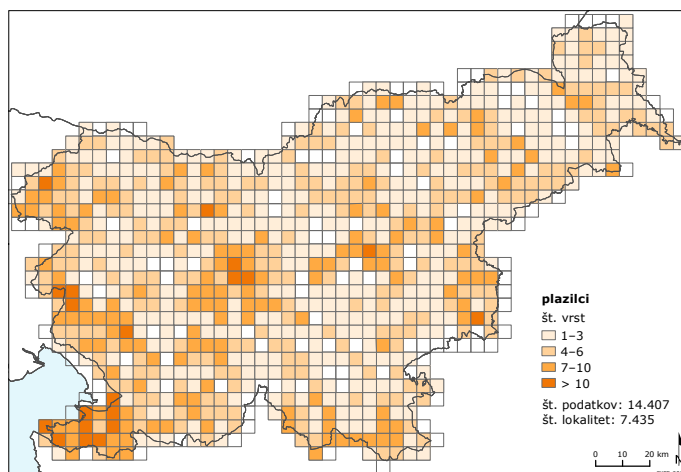 plazilci
št. vrst
1–3
4–6
7–10
> 10
št. podatkov: 14.407
št. lokalitet: 7.435
0 10 20 km
N